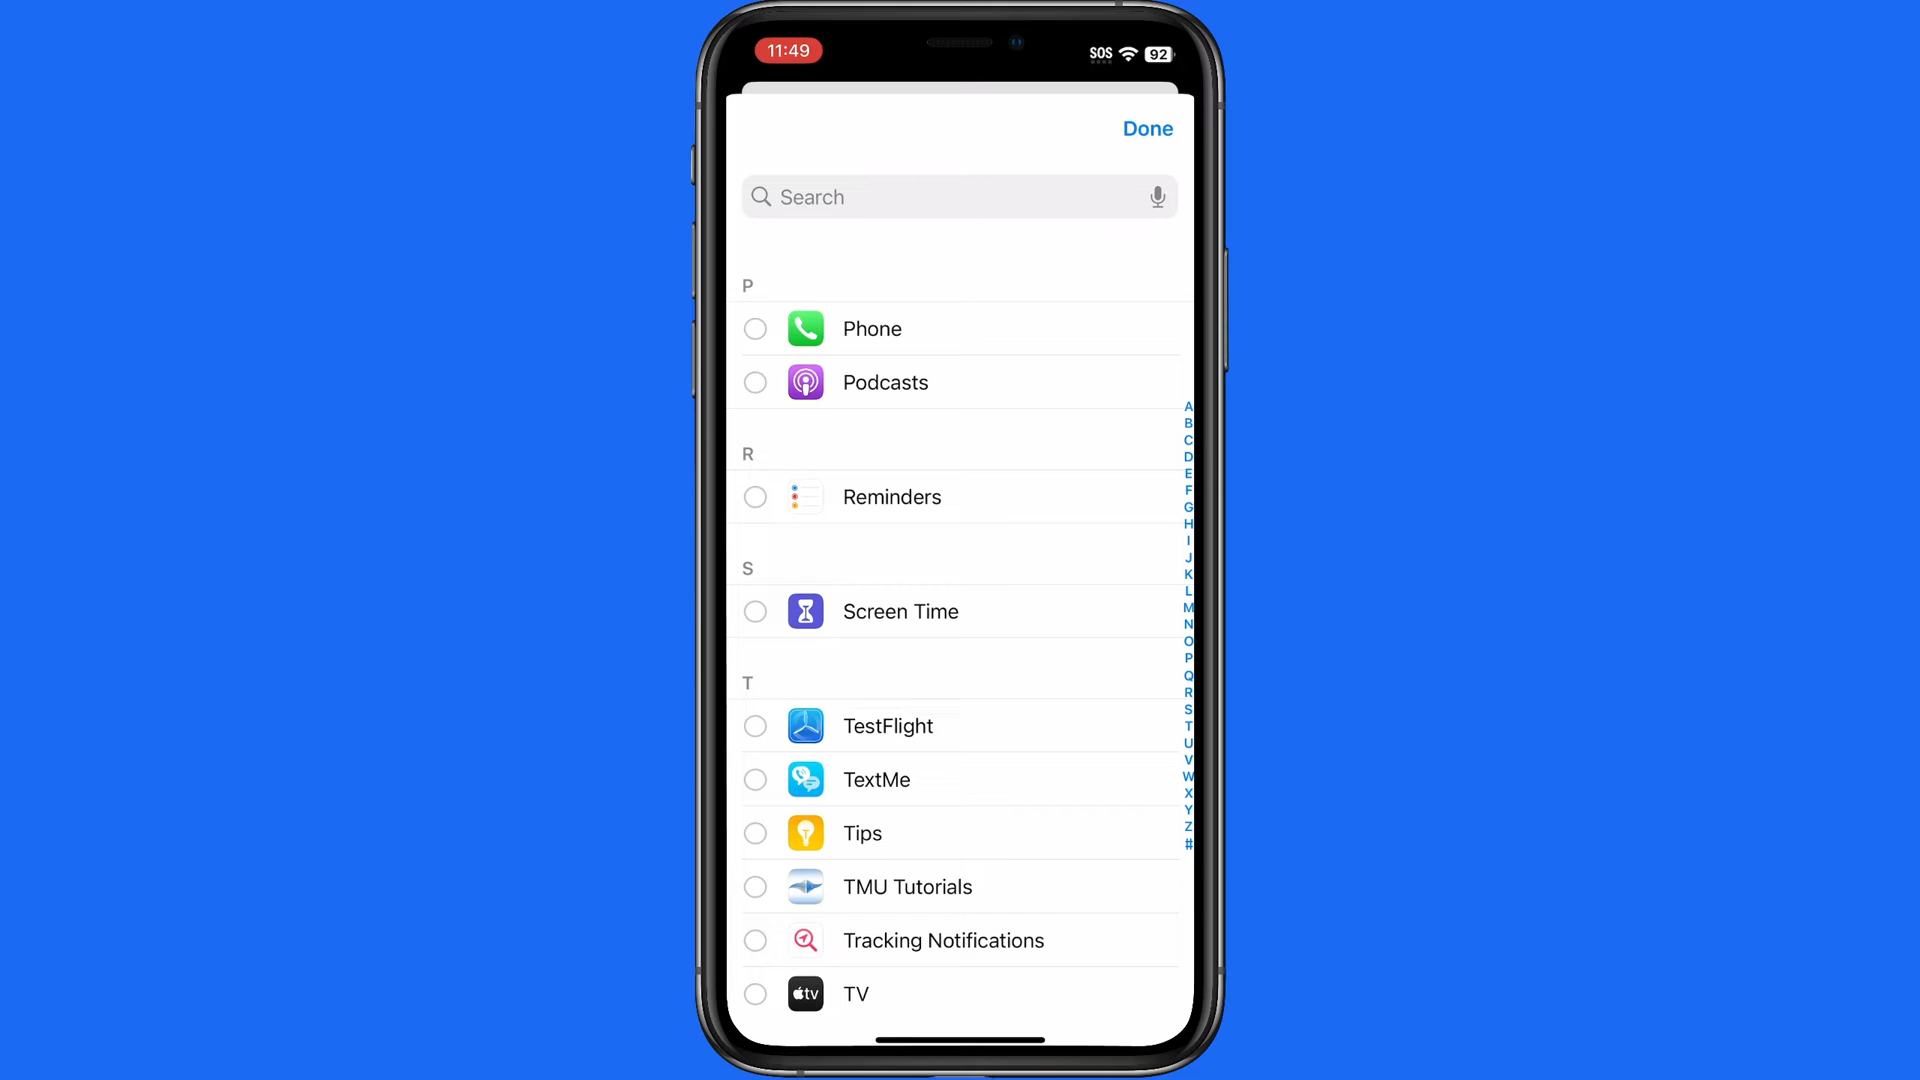 11:49
SOS
92
Done
Search
P
Phone
Podcasts
R
Reminders
S
Screen Time
T
TestFlight
TextMe
Tips
TMU Tutorials
Tracking Notifications
tv
TV
A
B
C
D
E
F
G
H
I
J
K
L
M
N
O
P
Q
R
S
T
U
V
W
X
Y
Z
#